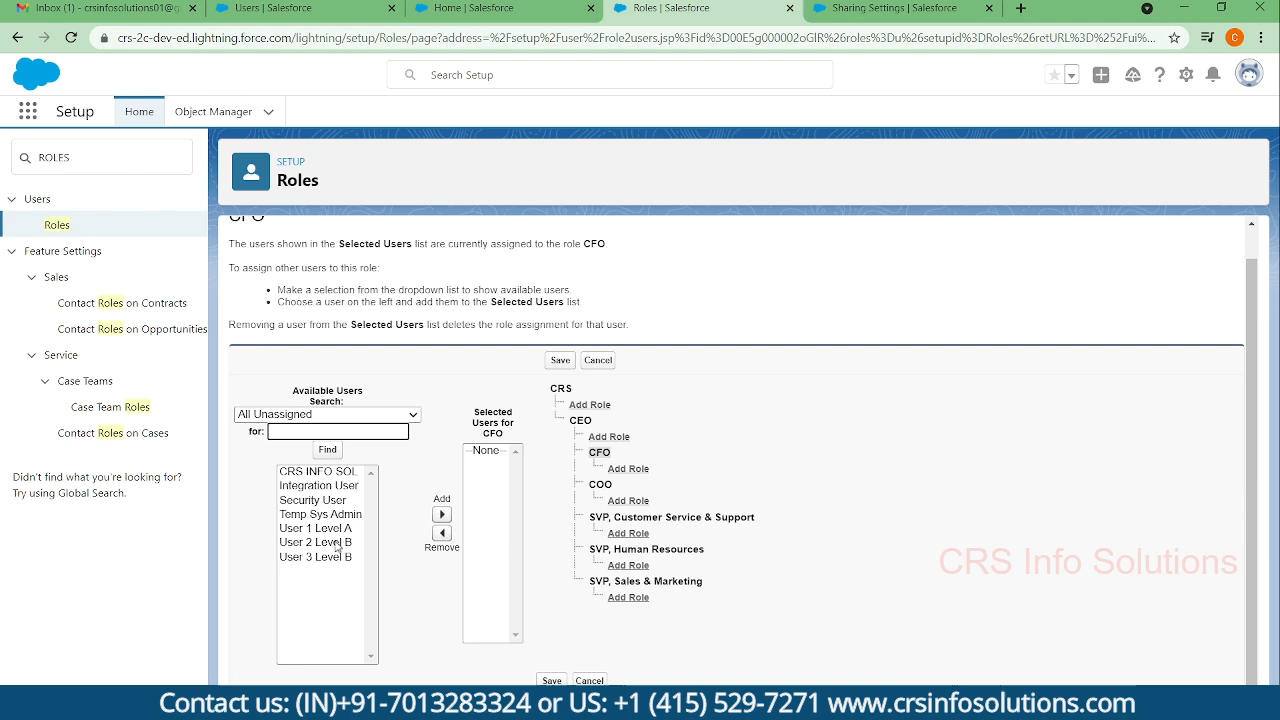 Inbox (1) - crsinfosolutions01@g
Users | Salesforce
Home | Salesforce
Roles | Salesforce
Sharing Settings | Salesforce
crs-2c-dev-ed.lightning.force.com/lightning/setup/Roles/page?address=%2Fsetup%2Fuser%2Frole2users.jsp%3Fid%3D00E5g000002oGIR%26roles%3Du%26setupid%3DRoles%26retURL%3D%252Fui%...
C
Search Setup
Setup
Home
Object Manager
ROLES
Users
Roles
Feature Settings
Sales
Contact Roles on Contracts
Contact Roles on Opportunities
Service
Case Teams
Case Team Roles
Contact Roles on Cases
Didn't find what you're looking for?
Try using Global Search.
SETUP
Roles
CFO
The users shown in the Selected Users list are currently assigned to the role CFO.
To assign other users to this role:
• Make a selection from the dropdown list to show available users.
• Choose a user on the left and add them to the Selected Users list.
Removing a user from the Selected Users list deletes the role assignment for that user.
Save
Cancel
Available Users
Search:
All Unassigned
for:
Find
CRS INFO SOL
Integration User
Security User
Temp Sys Admin
User 1 Level A
User 2 Level B
User 3 Level B
Add
Remove
Selected
Users for
CFO
--None--
CRS
Add Role
CEO
Add Role
CFO
Add Role
COO
Add Role
SVP, Customer Service & Support
Add Role
SVP, Human Resources
Add Role
SVP, Sales & Marketing
Add Role
Save
Cancel
CRS Info Solutions
Contact us: (IN)+91-7013283324 or US: +1 (415) 529-7271 www.crsinfosolutions.com